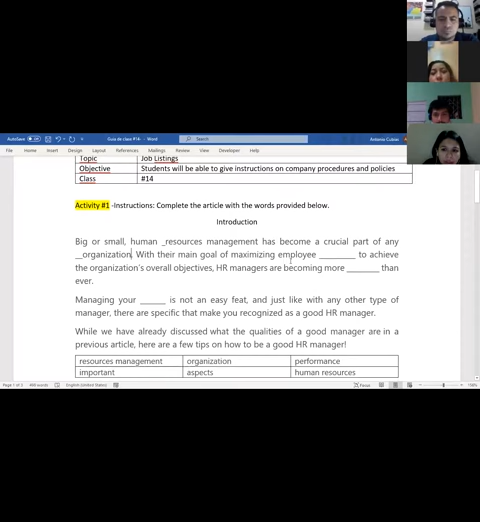 AutoSave
Guia de clase #14 - Word
Search
File Home Insert Design Layout References Mailings Review View Developer Help
Topic Job Listings
Objective Students will be able to give instructions on company procedures and policies
Class #14
Activity #1 -Instructions: Complete the article with the words provided below.
Introduction
Big or small, human _resources management has become a crucial part of any
__organization. With their main goal of maximizing employee _________ to achieve
the organization's overall objectives, HR managers are becoming more ________ than
ever.
Managing your ______ is not an easy feat, and just like with any other type of
manager, there are specific that make you recognized as a good HR manager.
While we have already discussed what the qualities of a good manager are in a
previous article, here are a few tips on how to be a good HR manager!
resources management organization performance
important aspects human resources
Page 1 of 3 English (United States) Focus